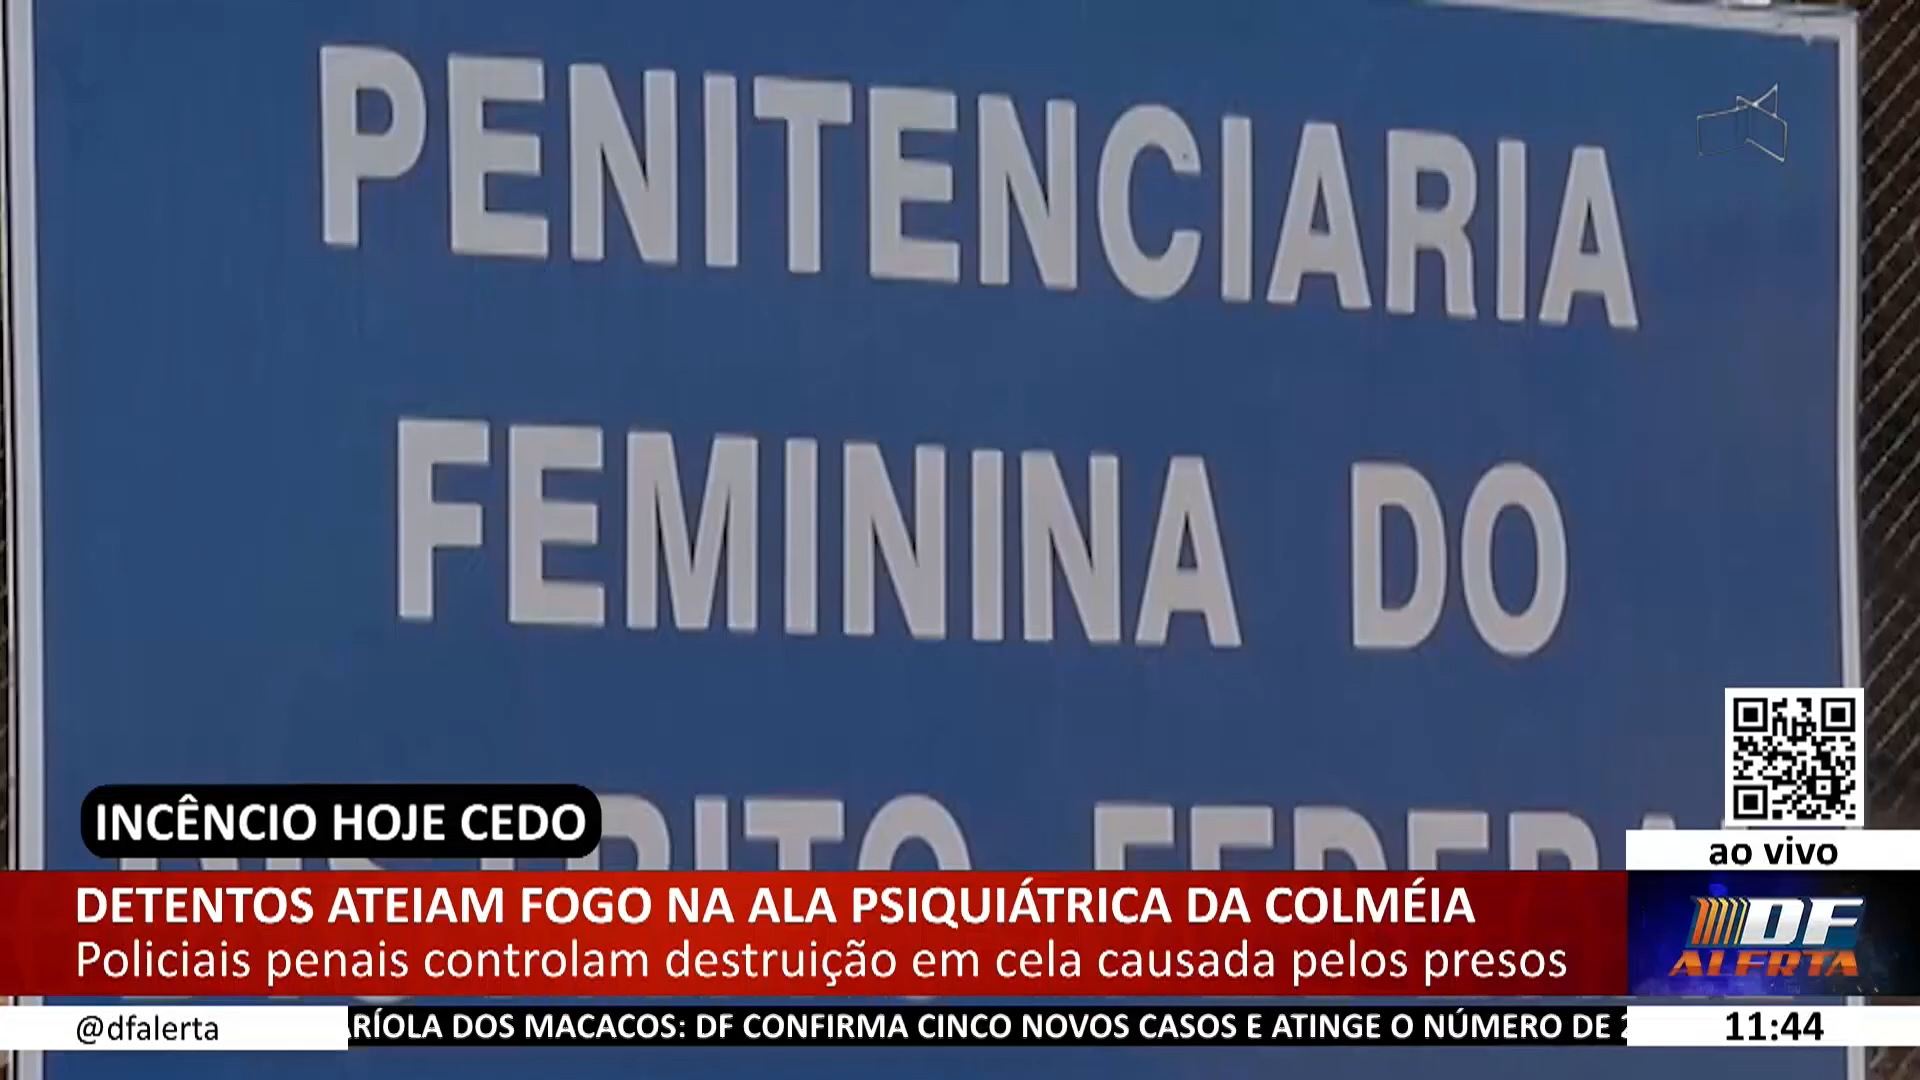 PENITENCIARIA
FEMININA DO
DISTRITO FEDERAL
INCÊNCIO HOJE CEDO
ao vivo
DETENTOS ATEIAM FOGO NA ALA PSIQUIÁTRICA DA COLMÉIA
Policiais penais controlam destruição em cela causada pelos presos
DF
ALERTA
@dfalerta
ARÍOLA DOS MACACOS: DF CONFIRMA CINCO NOVOS CASOS E ATINGE O NÚMERO DE
11:44